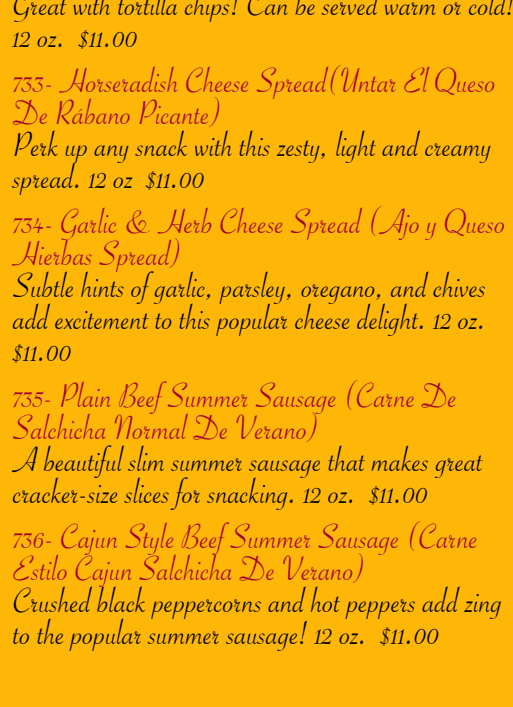 Great with tortilla chips! Can be served warm or cold!
12 oz. $11.00
733- Horseradish Cheese Spread(Untar El Queso
De Rábano Picante)
Perk up any snack with this zesty, light and creamy
spread. 12 oz $11.00
734- Garlic & Herb Cheese Spread (Ajo y Queso
Hierbas Spread)
Subtle hints of garlic, parsley, oregano, and chives
add excitement to this popular cheese delight. 12 oz.
$11.00
735- Plain Beef Summer Sausage (Carne De
Salchicha Normal De Verano)
A beautiful slim summer sausage that makes great
cracker-size slices for snacking. 12 oz. $11.00
736- Cajun Style Beef Summer Sausage (Carne
Estilo Cajun Salchicha De Verano)
Crushed black peppercorns and hot peppers add zing
to the popular summer sausage! 12 oz. $11.00